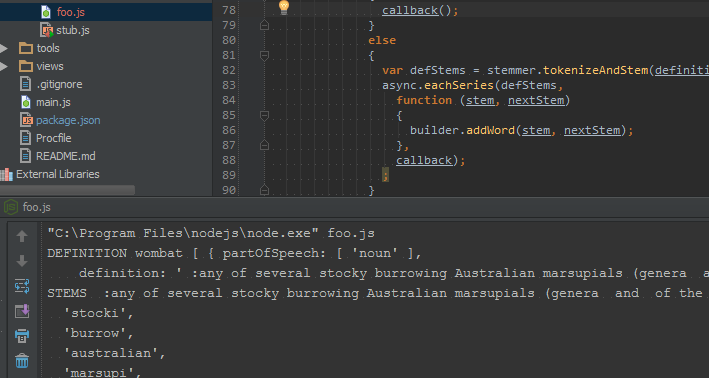 foo.js
stub.js
tools
views
.gitignore
main.js
package.json
Procfile
README.md
External Libraries
78 callback();
79 }
80 else
81 {
82 var defStems = stemmer.tokenizeAndStem(definiti
83 async.eachSeries(defStems,
84 function (stem, nextStem)
85 {
86 builder.addWord(stem, nextStem);
87 },
88 callback);
89 ;
90 }
foo.js
"C:\Program Files\nodejs\node.exe" foo.js
DEFINITION wombat [ { partOfSpeech: [ 'noun' ],
definition: ' :any of several stocky burrowing Australian marsupials (genera a
STEMS :any of several stocky burrowing Australian marsupials (genera and of the
'stocki',
'burrow',
'australian',
'marsupi',